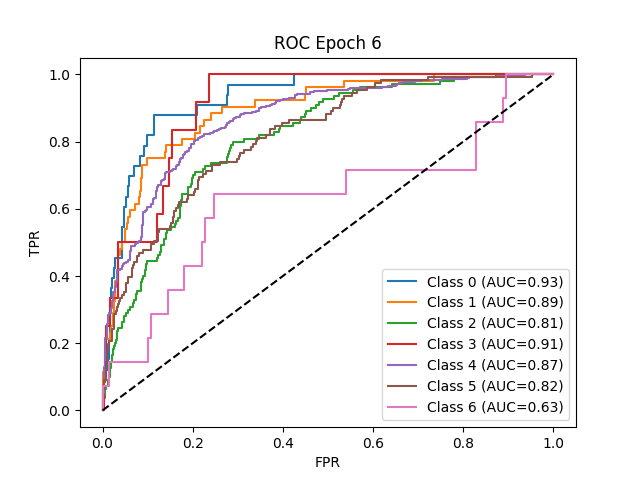 ROC Epoch 6
1.0
0.8
0.6
0.4
0.2
0.0
TPR
0.0 0.2 0.4 0.6 0.8 1.0
FPR
Class 0 (AUC=0.93)
Class 1 (AUC=0.89)
Class 2 (AUC=0.81)
Class 3 (AUC=0.91)
Class 4 (AUC=0.87)
Class 5 (AUC=0.82)
Class 6 (AUC=0.63)